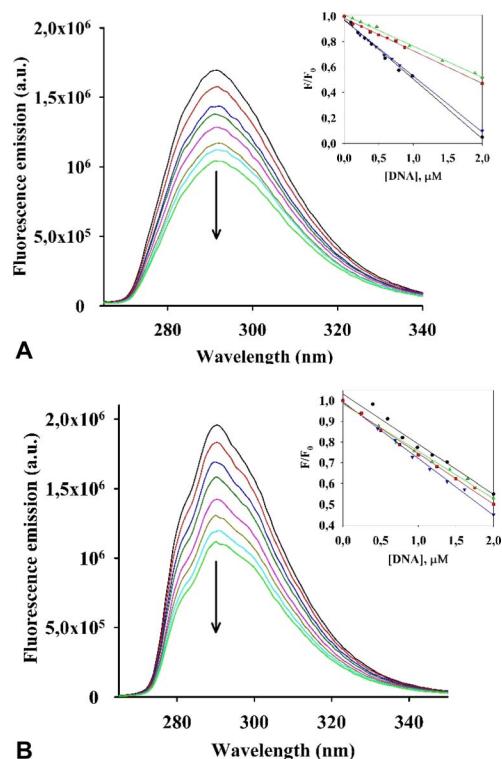 2,0x10⁶
1,5x10⁶
10⁶
5,0x10⁵
0
Fluorescence emission (a.u.)
280 300 320 340
Wavelength (nm)
A
1,0
0,8
0,6
0,4
0,2
0,0
F/F₀
0,0 0,5 1,0 1,5 2,0
[DNA], µM
2,0x10⁶
1,5x10⁶
10⁶
5,0x10⁵
0
Fluorescence emission (a.u.)
280 300 320 340
Wavelength (nm)
B
1,0
0,9
0,8
0,7
0,6
0,5
0,4
F/F₀
0,0 0,5 1,0 1,5 2,0
[DNA], µM